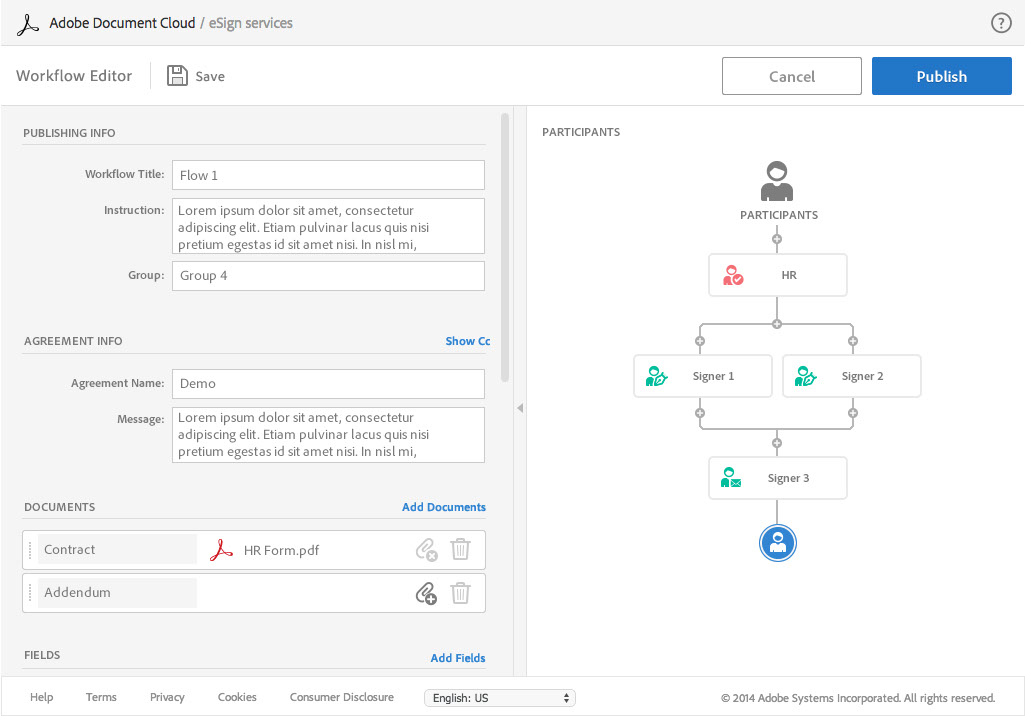 Adobe Document Cloud / eSign services
?
Workflow Editor
Save
Cancel
Publish
PUBLISHING INFO
Workflow Title: Flow 1
Instruction: Lorem ipsum dolor sit amet, consectetur
adipiscing elit. Etiam pulvinar lacus quis nisi
pretium egestas id sit amet nisi. In nisl mi,
Group: Group 4
AGREEMENT INFO
Show Cc
Agreement Name: Demo
Message: Lorem ipsum dolor sit amet, consectetur
adipiscing elit. Etiam pulvinar lacus quis nisi
pretium egestas id sit amet nisi. In nisl mi,
DOCUMENTS
Add Documents
Contract
HR Form.pdf
Addendum
FIELDS
Add Fields
PARTICIPANTS
PARTICIPANTS
HR
Signer 1
Signer 2
Signer 3
Help
Terms
Privacy
Cookies
Consumer Disclosure
English: US
© 2014 Adobe Systems Incorporated. All rights reserved.